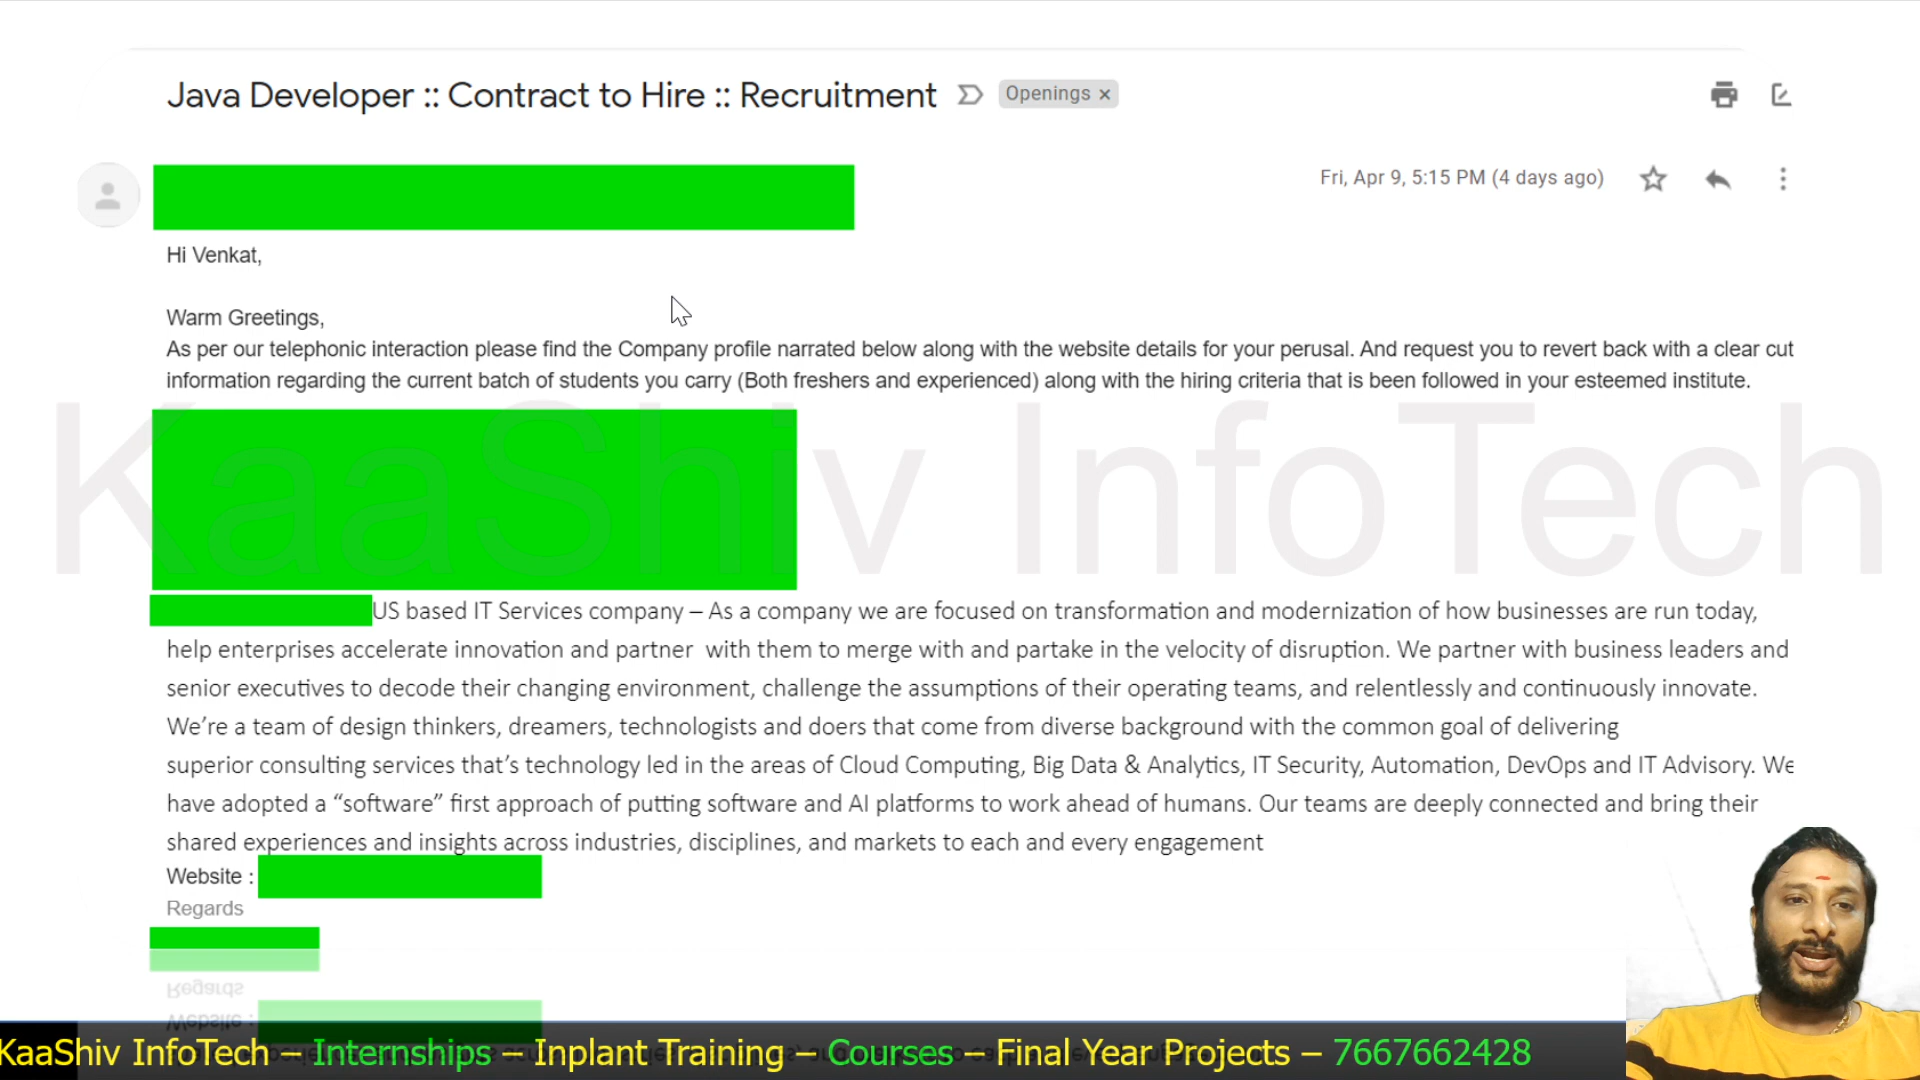 Java Developer :: Contract to Hire :: Recruitment Openings ×
Fri, Apr 9, 5:15 PM (4 days ago)
Hi Venkat,
Warm Greetings,
As per our telephonic interaction please find the Company profile narrated below along with the website details for your perusal. And request you to revert back with a clear cut
information regarding the current batch of students you carry (Both freshers and experienced) along with the hiring criteria that is been followed in your esteemed institute.
KaaShiv InfoTech
US based IT Services company – As a company we are focused on transformation and modernization of how businesses are run today,
help enterprises accelerate innovation and partner  with them to merge with and partake in the velocity of disruption. We partner with business leaders and
senior executives to decode their changing environment, challenge the assumptions of their operating teams, and relentlessly and continuously innovate.
We’re a team of design thinkers, dreamers, technologists and doers that come from diverse background with the common goal of delivering
superior consulting services that’s technology led in the areas of Cloud Computing, Big Data & Analytics, IT Security, Automation, DevOps and IT Advisory. We
have adopted a “software” first approach of putting software and AI platforms to work ahead of humans. Our teams are deeply connected and bring their
shared experiences and insights across industries, disciplines, and markets to each and every engagement
Website :
Regards
Regards
Website :
KaaShiv InfoTech – Internships – Inplant Training – Courses – Final Year Projects – 7667662428